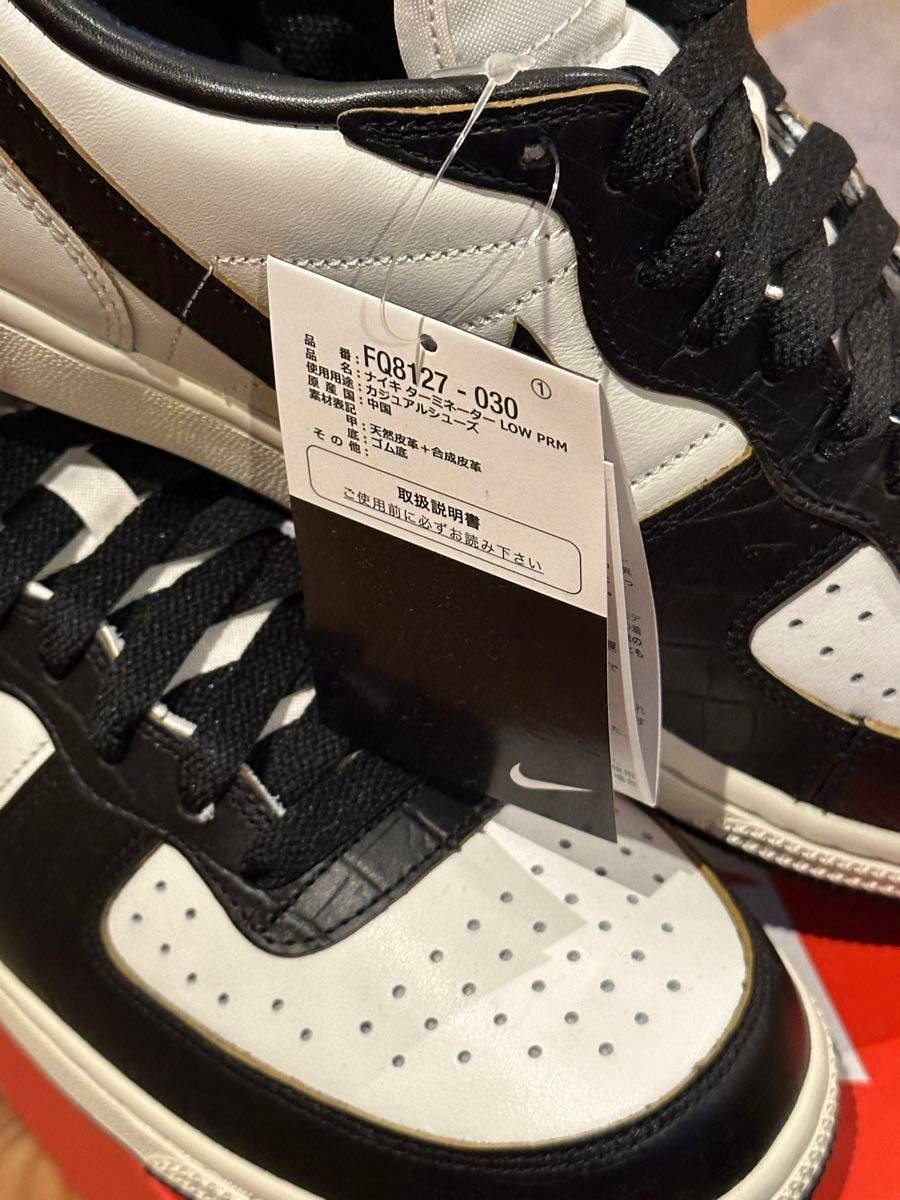 品番：FQ8127 - 030 ①
品名：ナイキ ターミネーター LOW PRM
使用用途：カジュアルシューズ
原産国：中国
素材表記
甲：天然皮革＋合成皮革
底：ゴム底
その他：
取扱説明書
ご使用前に必ずお読み下さい